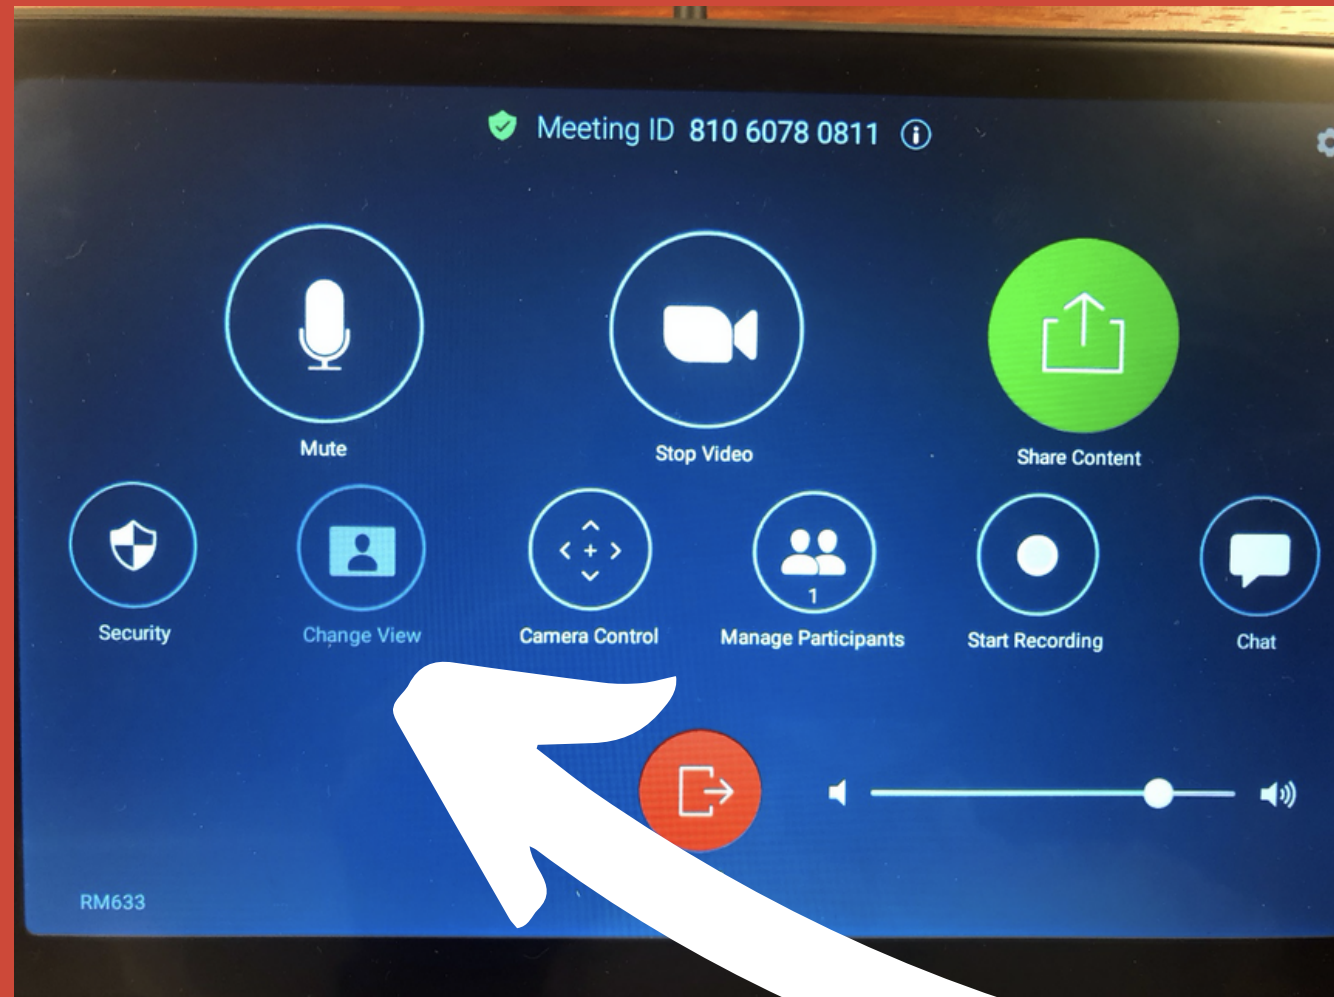 Meeting ID 810 6078 0811
Mute
Stop Video
Share Content
Security
Change View
Camera Control
1
Manage Participants
Start Recording
Chat
RM633